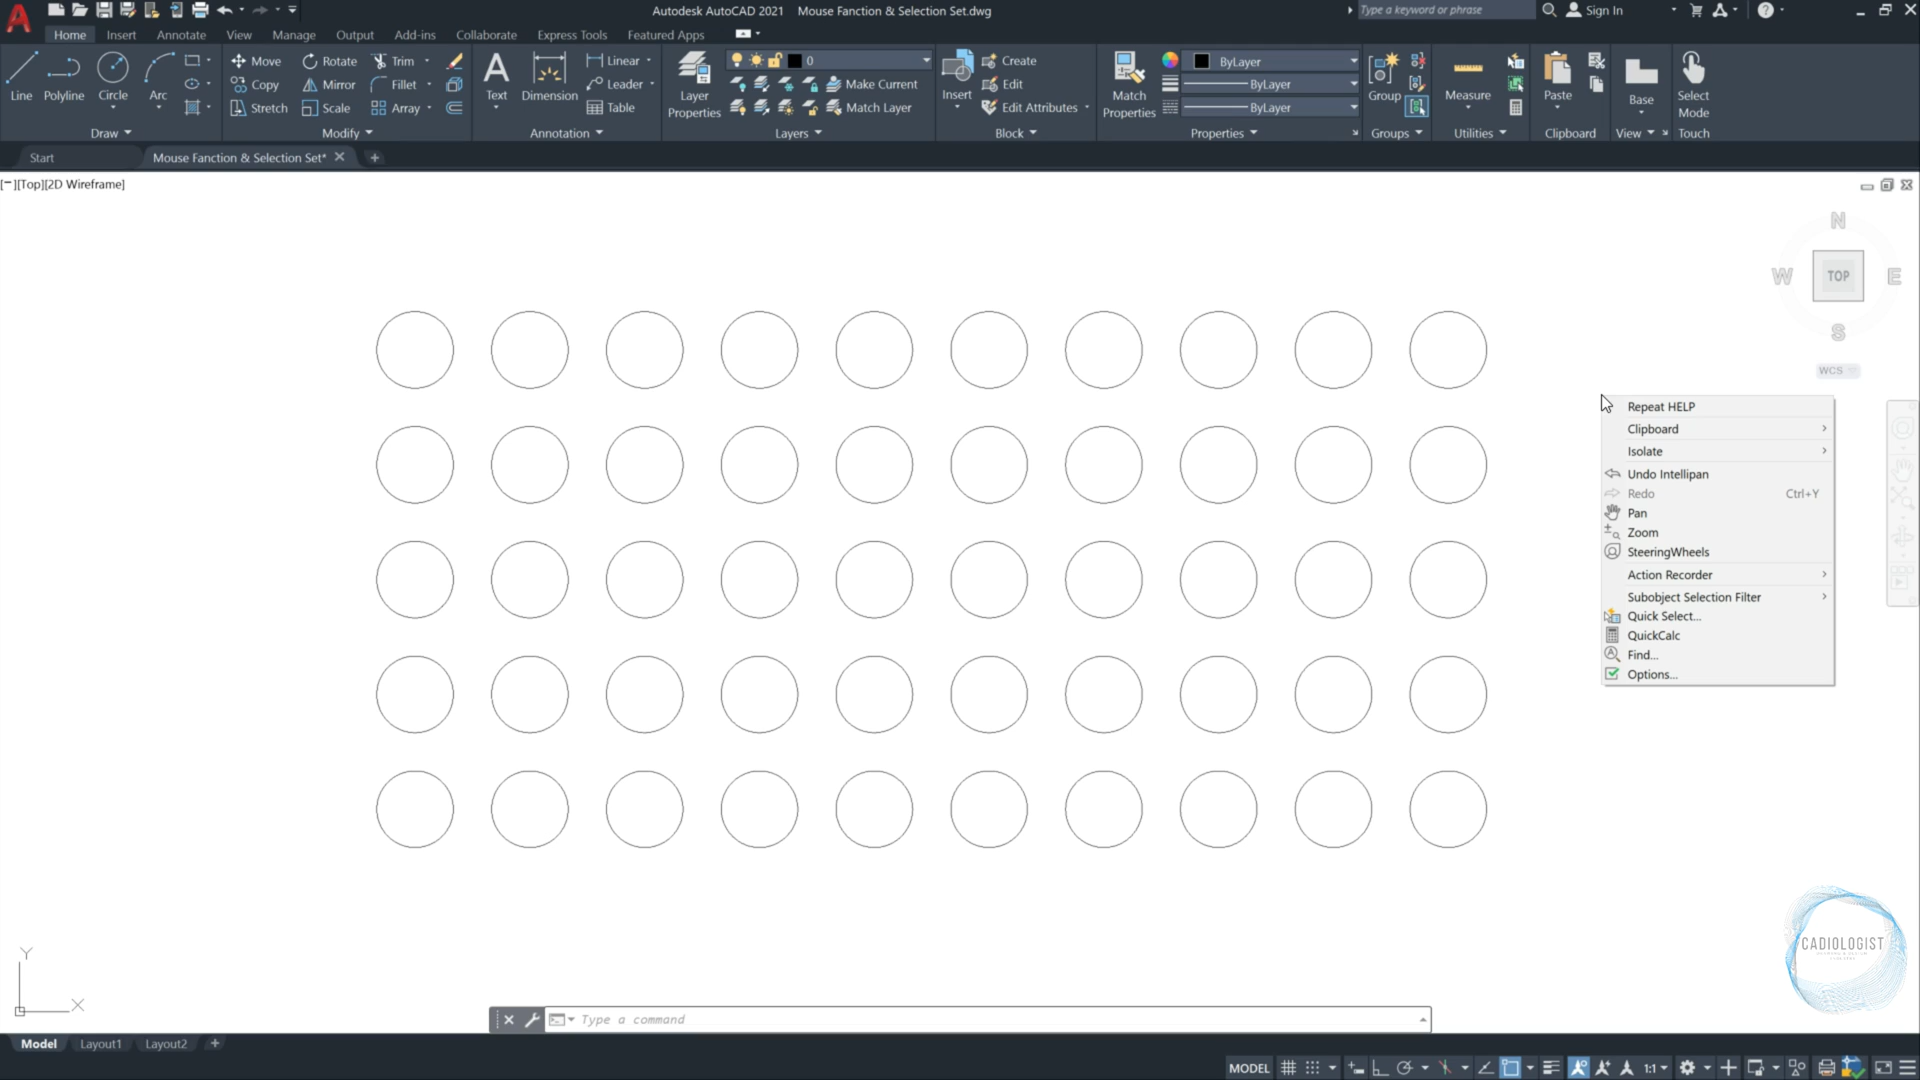 Autodesk AutoCAD 2021 Mouse Fanction & Selection Set.dwg
Type a keyword or phrase
Sign In
Home Insert Annotate View Manage Output Add-ins Collaborate Express Tools Featured Apps
Line Polyline Circle Arc
Draw
Move Rotate Trim
Copy Mirror Fillet
Stretch Scale Array
Modify
Text Dimension
Linear
Leader
Table
Annotation
Layer Properties
0
Make Current
Match Layer
Layers
Insert
Create
Edit
Edit Attributes
Block
Match Properties
ByLayer
ByLayer
ByLayer
Properties
Group
Groups
Measure
Utilities
Paste
Clipboard
Base
View
Select Mode
Touch
Start
Mouse Fanction & Selection Set*
[−][Top][2D Wireframe]
N
W TOP E
S
WCS
Repeat HELP
Clipboard
Isolate
Undo Intellipan
Redo Ctrl+Y
Pan
Zoom
SteeringWheels
Action Recorder
Subobject Selection Filter
Quick Select...
QuickCalc
Find...
Options...
CADIOLOGIST
Y
X
Type a command
Model Layout1 Layout2
MODEL 1:1